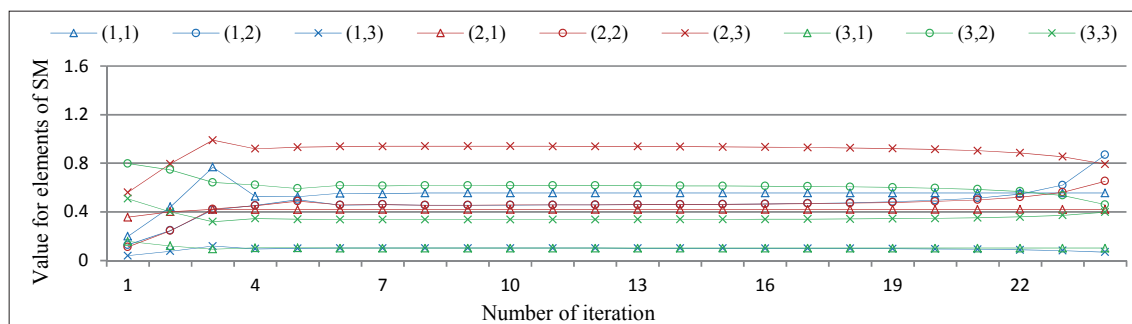 (1,1) (1,2) (1,3) (2,1) (2,2) (2,3) (3,1) (3,2) (3,3)
Value for elements of SM
1.6
1.2
0.8
0.4
0
1 4 7 10 13 16 19 22
Number of iteration